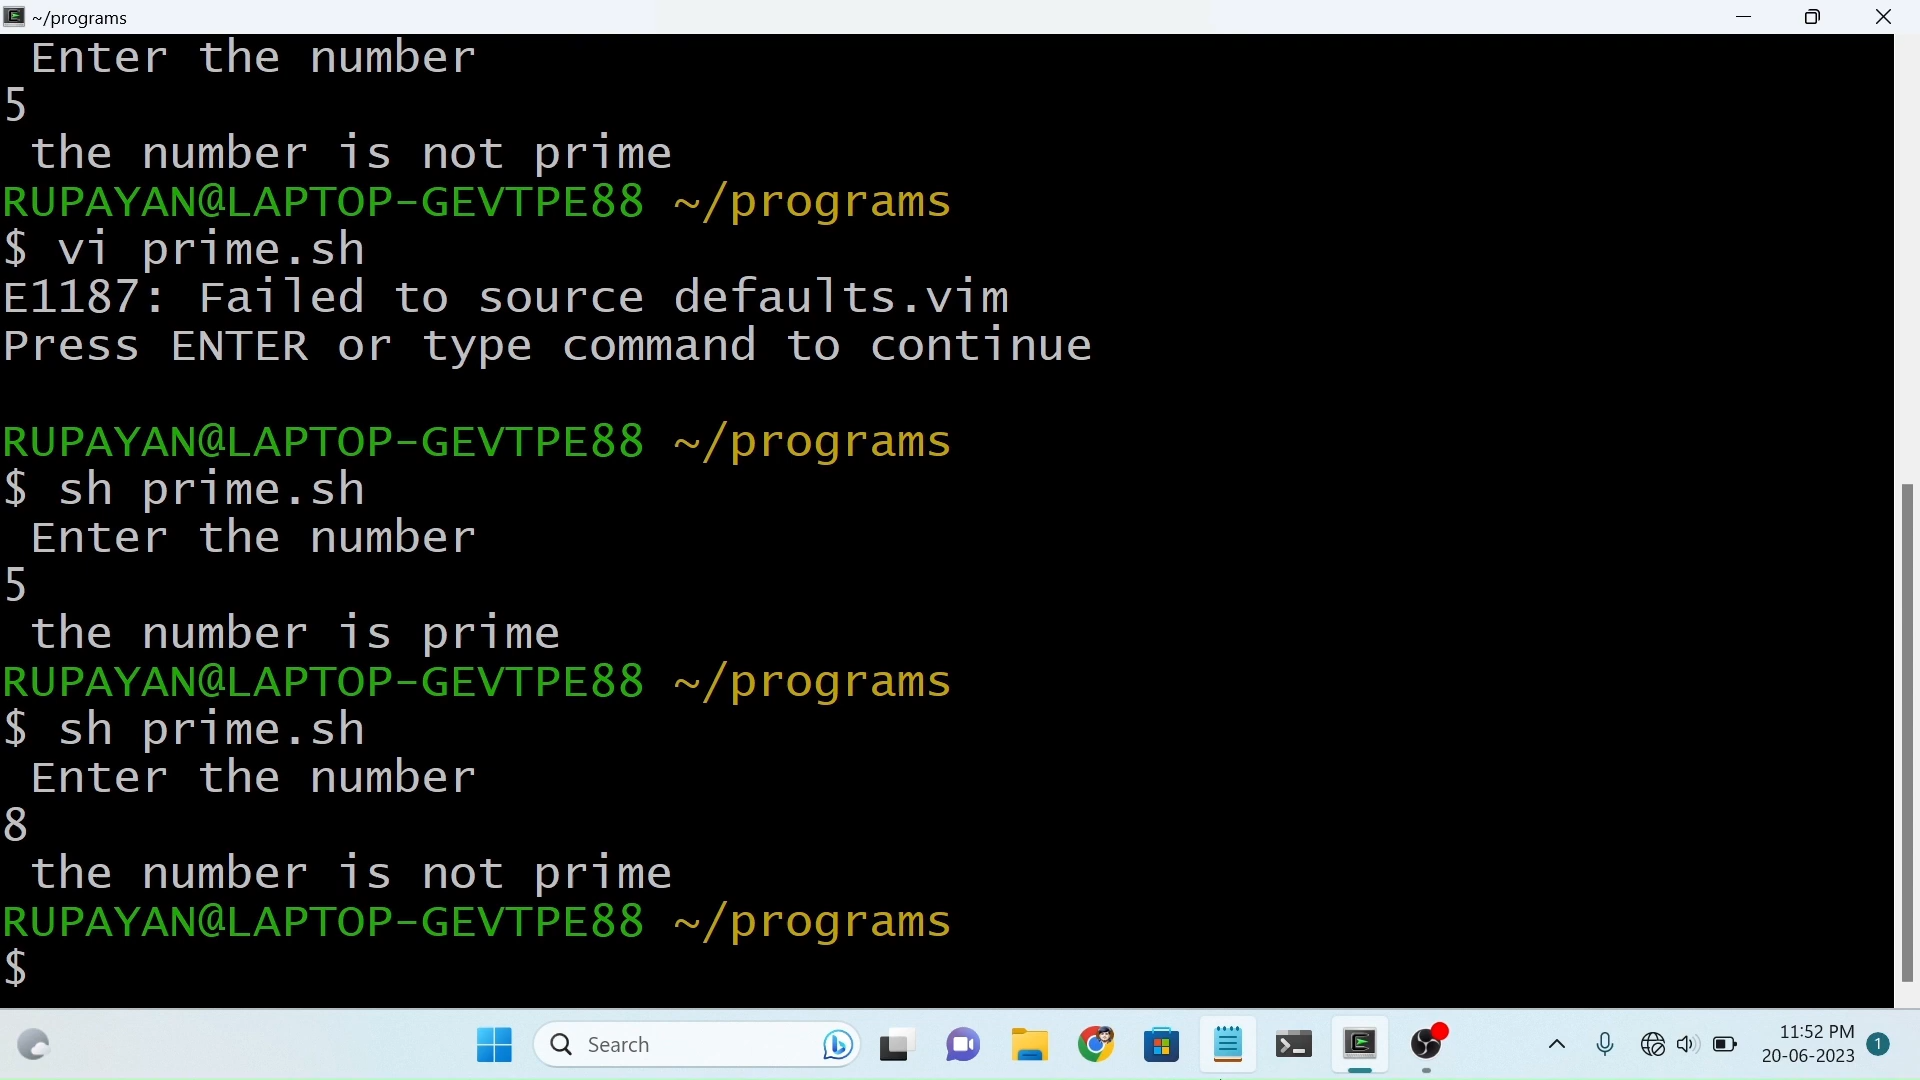 ~/programs
Enter the number
5
the number is not prime
RUPAYAN@LAPTOP-GEVTPE88 ~/programs
$ vi prime.sh
E1187: Failed to source defaults.vim
Press ENTER or type command to continue
RUPAYAN@LAPTOP-GEVTPE88 ~/programs
$ sh prime.sh
Enter the number
5
the number is prime
RUPAYAN@LAPTOP-GEVTPE88 ~/programs
$ sh prime.sh
Enter the number
8
the number is not prime
RUPAYAN@LAPTOP-GEVTPE88 ~/programs
$
Search
11:52 PM
20-06-2023
1